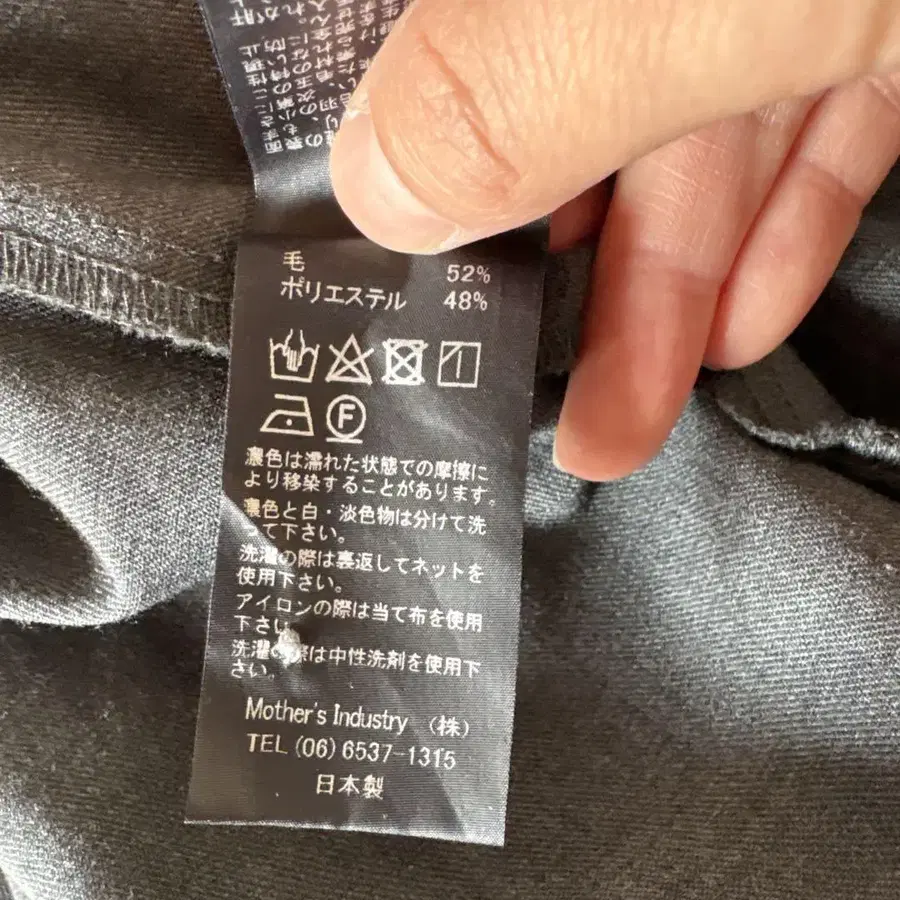 毛 52%
ポリエステル 48%
F
濃色は濡れた状態での摩擦に
より移染することがあります。
濃色と白・淡色物は分けて洗
って下さい。
洗濯の際は裏返してネットを
使用下さい。
アイロンの際は当て布を使用
下さい。
洗濯の際は中性洗剤を使用下
さい。
Mother's Industry (株)
TEL (06) 6537-1315
日本製